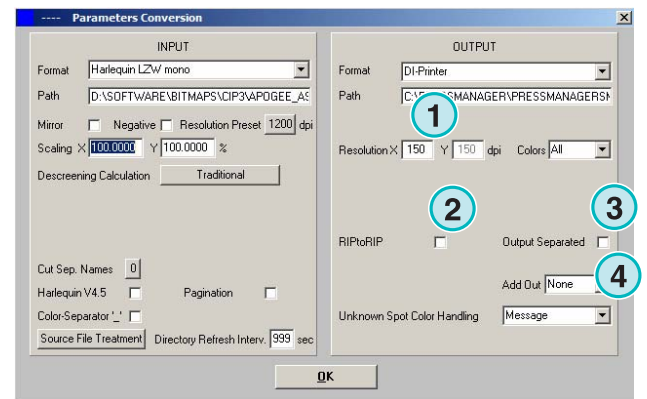 ---- Parameters Conversion
INPUT
Format Harlequin LZW mono
Path D:\SOFTWARE\BITMAPS\CIP3\APOGEE_AS
Mirror Negative Resolution Preset 1200 dpi
Scaling X 100.0000 Y 100.0000 %
Descreening Calculation Traditional
Cut Sep. Names 0
Harlequin V4.5 Pagination
Color-Separator '_'
Source File Treatment Directory Refresh Interv. 999 sec
OUTPUT
Format DI-Printer
Path
1
Resolution X 150 Y 150 dpi Colors All
2
3
RIPtoRIP Output Separated
4
Add Out None
Unknown Spot Color Handling Message
OK